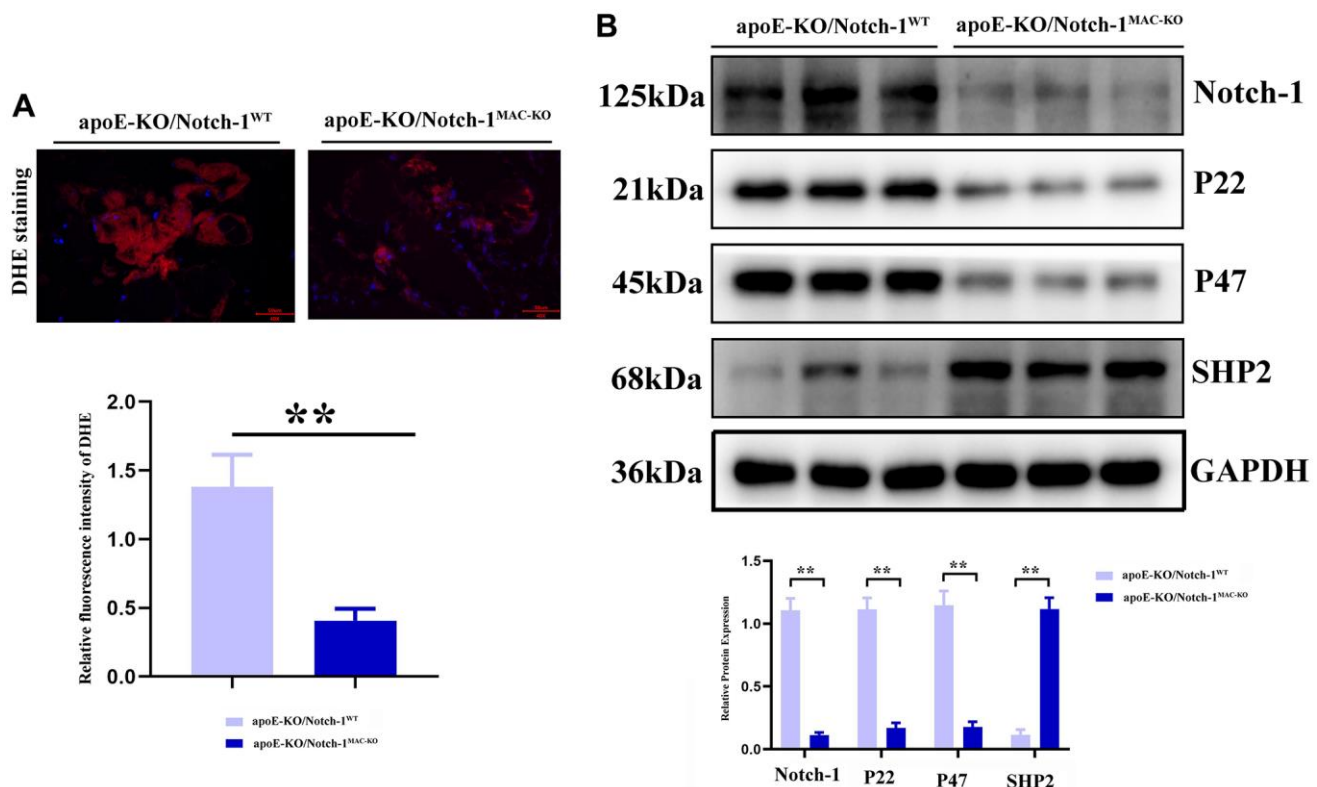 A
apoE-KO/Notch-1WT
apoE-KO/Notch-1MAC-KO
DHE staining
Relative fluorescence intensity of DHE
2.0
1.5
1.0
0.5
0.0
**
apoE-KO/Notch-1WT
apoE-KO/Notch-1MAC-KO
B
apoE-KO/Notch-1WT
apoE-KO/Notch-1MAC-KO
125kDa
Notch-1
21kDa
P22
45kDa
P47
68kDa
SHP2
36kDa
GAPDH
Relative Protein Expression
1.5
1.0
0.5
0.0
** ** ** **
Notch-1 P22 P47 SHP2
apoE-KO/Notch-1WT
apoE-KO/Notch-1MAC-KO